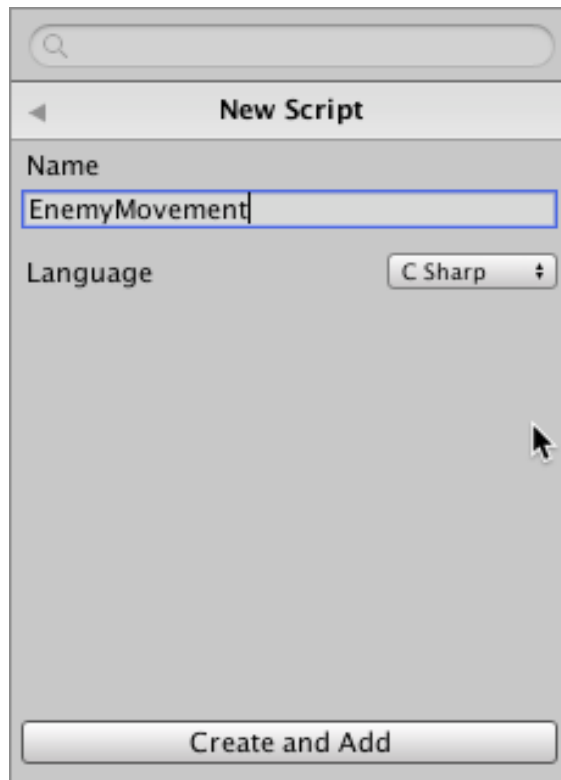 New Script
Name
EnemyMovement
Language
C Sharp
Create and Add